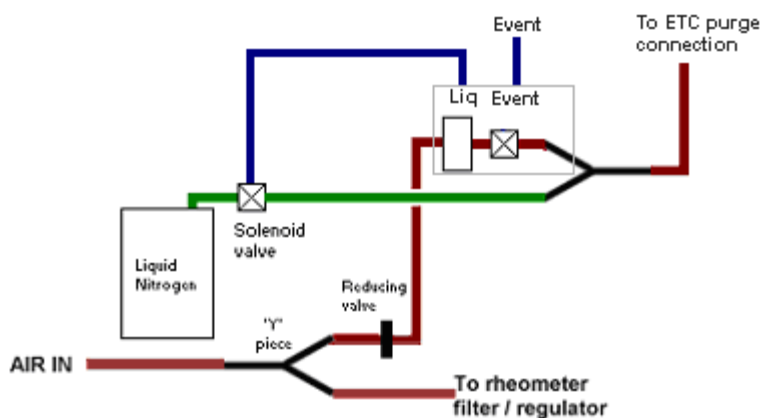 Event
To ETC purge
connection
Liq Event
Solenoid
valve
Liquid
Nitrogen
Reducing
valve
"Y"
piece
AIR IN
To rheometer
filter / regulator